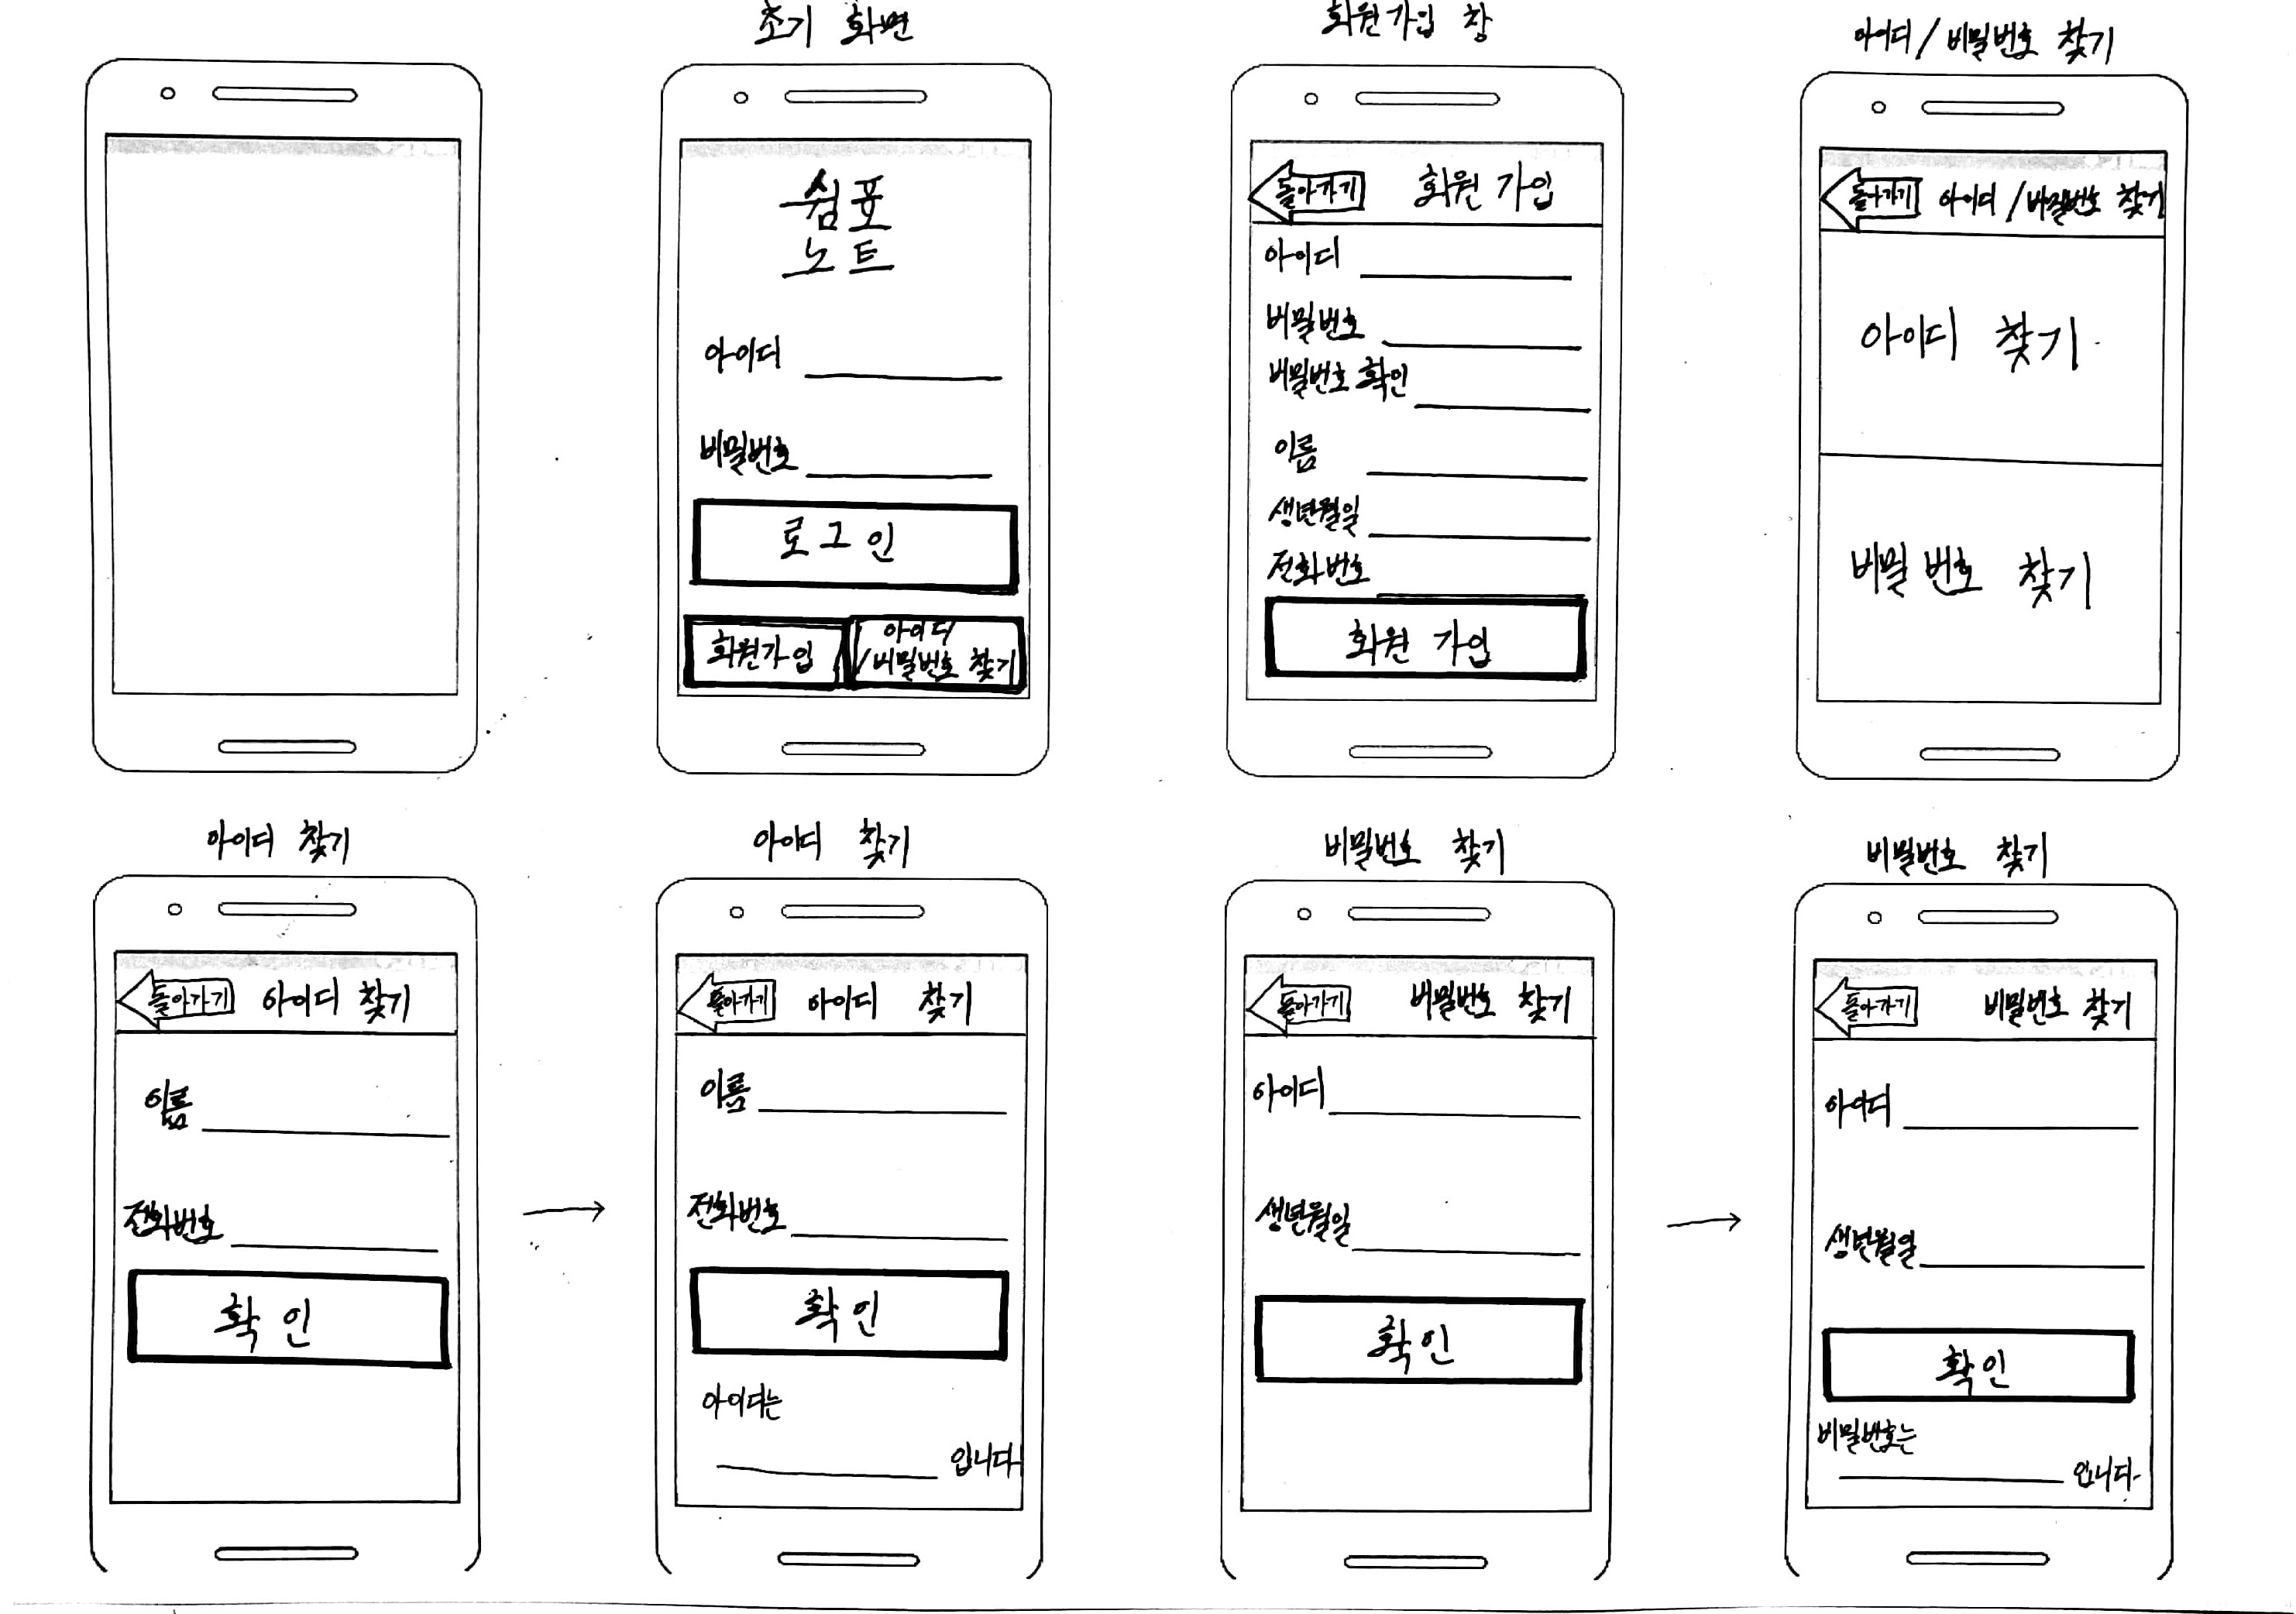 초기 화면
회원가입 창
아이디/비밀번호 찾기
쉼표
노트
아이디
비밀번호
로그인
회원가입
아이디
/비밀번호 찾기
돌아가기 회원 가입
아이디
비밀번호
비밀번호 확인
이름
생년월일
전화번호
회원 가입
돌아가기 아이디/비밀번호 찾기
아이디 찾기
비밀번호 찾기
아이디 찾기
돌아가기 아이디 찾기
이름
전화번호
확인
아이디 찾기
돌아가기 아이디 찾기
이름
전화번호
확인
아이디는
입니다
비밀번호 찾기
돌아가기 비밀번호 찾기
아이디
생년월일
확인
비밀번호 찾기
돌아가기 비밀번호 찾기
아이디
생년월일
확인
비밀번호는
입니다.